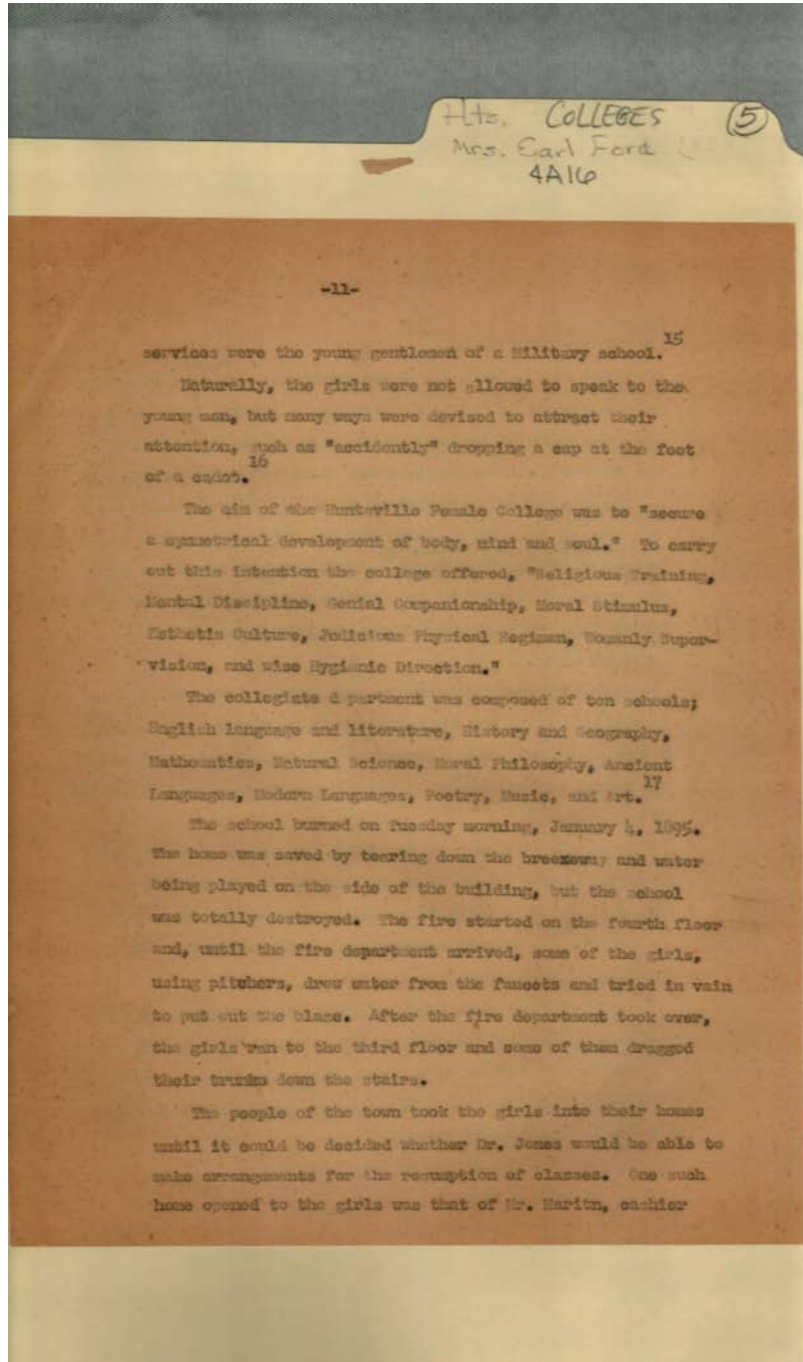 Hts. COLLEGES 5
Mrs. Earl Ford
4A16
-11-
services were the young gentlemen of a Military school. 15
Naturally, the girls were not allowed to speak to the
young men, but many ways were devised to attract their
attention, such as "accidently" dropping a cap at the feet
of a cadet. 16
The aim of the Huntsville Female College was to "secure
a symetrical development of body, mind and soul." To carry
out this intention the college offered, "Religious Training,
Mental Discipline, Genial Companionship, Moral Stimulus,
Esthetic Culture, Judicious Physical Regimen, Womanly Super-
vision, and wise Hygienic Direction."
The collegiate d partment was composed of ten schools;
English language and literature, History and Geography,
Mathematics, Natural Science, Moral Philosophy, Ancient
Languages, Modern Languages, Poetry, Music, and Art. 17
The school burned on Tuesday morning, January 4, 1895.
The home was saved by tearing down the breezeway and water
being played on the side of the building, but the school
was totally destroyed. The fire started on the fourth floor
and, until the fire department arrived, some of the girls,
using pitchers, drew water from the faucets and tried in vain
to put out the blaze. After the fire department took over,
the girls ran to the third floor and some of them dragged
their trunks down the stairs.
The people of the town took the girls into their homes
until it could be decided whether Dr. Jones would be able to
make arrangements for the resumption of classes. One such
home opened to the girls was that of Mr. Maritn, cashier